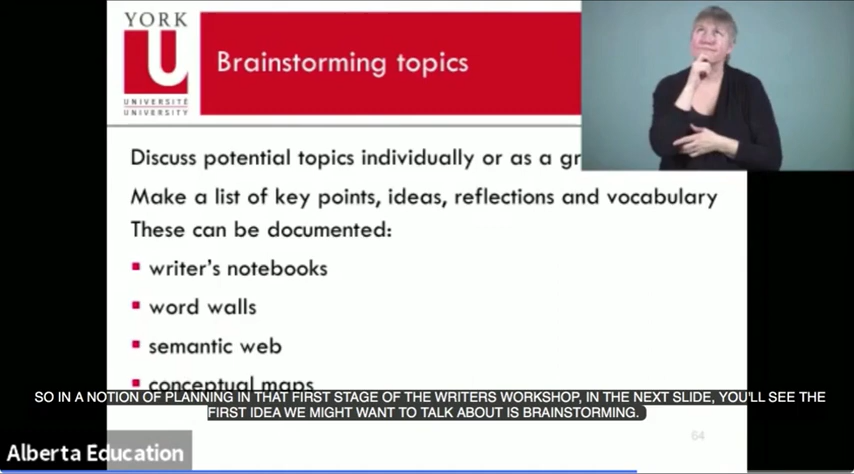 YORK
U
UNIVERSITÉ
UNIVERSITY
Brainstorming topics
Discuss potential topics individually or as a gr
Make a list of key points, ideas, reflections and vocabulary
These can be documented:
writer's notebooks
word walls
semantic web
conceptual maps
SO IN A NOTION OF PLANNING IN THAT FIRST STAGE OF THE WRITERS WORKSHOP, IN THE NEXT SLIDE, YOU'LL SEE THE
FIRST IDEA WE MIGHT WANT TO TALK ABOUT IS BRAINSTORMING.
64
Alberta Education